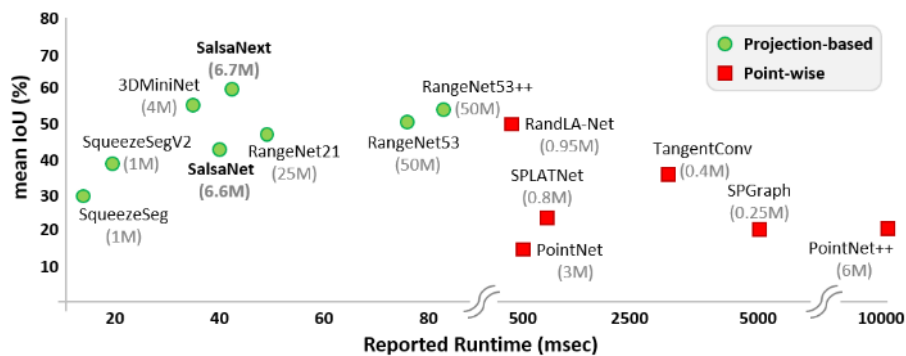 80
70
60
50
40
30
20
10
mean IoU (%)
SalsaNext
(6.7M)
3DMiniNet
(4M)
RangeNet53++
(50M)
Projection-based
Point-wise
SqueezeSegV2
(1M)
SalsaNet
(6.6M)
RangeNet21
(25M)
RangeNet53
(50M)
RandLA-Net
(0.95M)
TangentConv
(0.4M)
SqueezeSeg
(1M)
SPLATNet
(0.8M)
SPGraph
(0.25M)
PointNet
(3M)
PointNet++
(6M)
20 40 60 80 500 2500 5000 10000
Reported Runtime (msec)